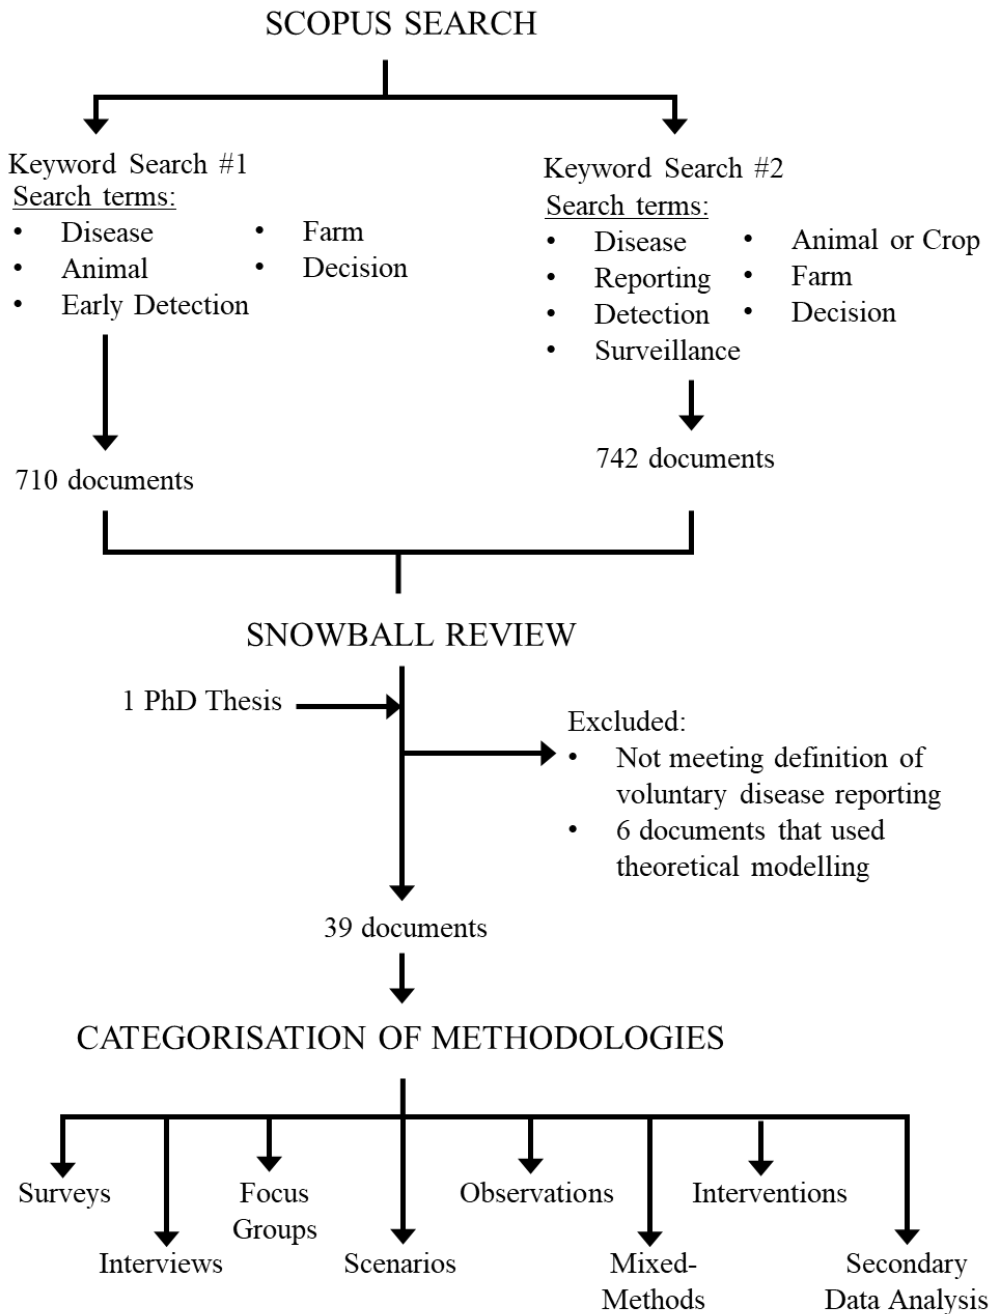 SCOPUS SEARCH
Keyword Search #1
Search terms:
• Disease
• Animal
• Early Detection
• Farm
• Decision
710 documents
Keyword Search #2
Search terms:
• Disease
• Reporting
• Detection
• Surveillance
• Animal or Crop
• Farm
• Decision
742 documents
SNOWBALL REVIEW
1 PhD Thesis
Excluded:
• Not meeting definition of
voluntary disease reporting
• 6 documents that used
theoretical modelling
39 documents
CATEGORISATION OF METHODOLOGIES
Surveys
Interviews
Focus
Groups
Scenarios
Observations
Mixed-
Methods
Interventions
Secondary
Data Analysis